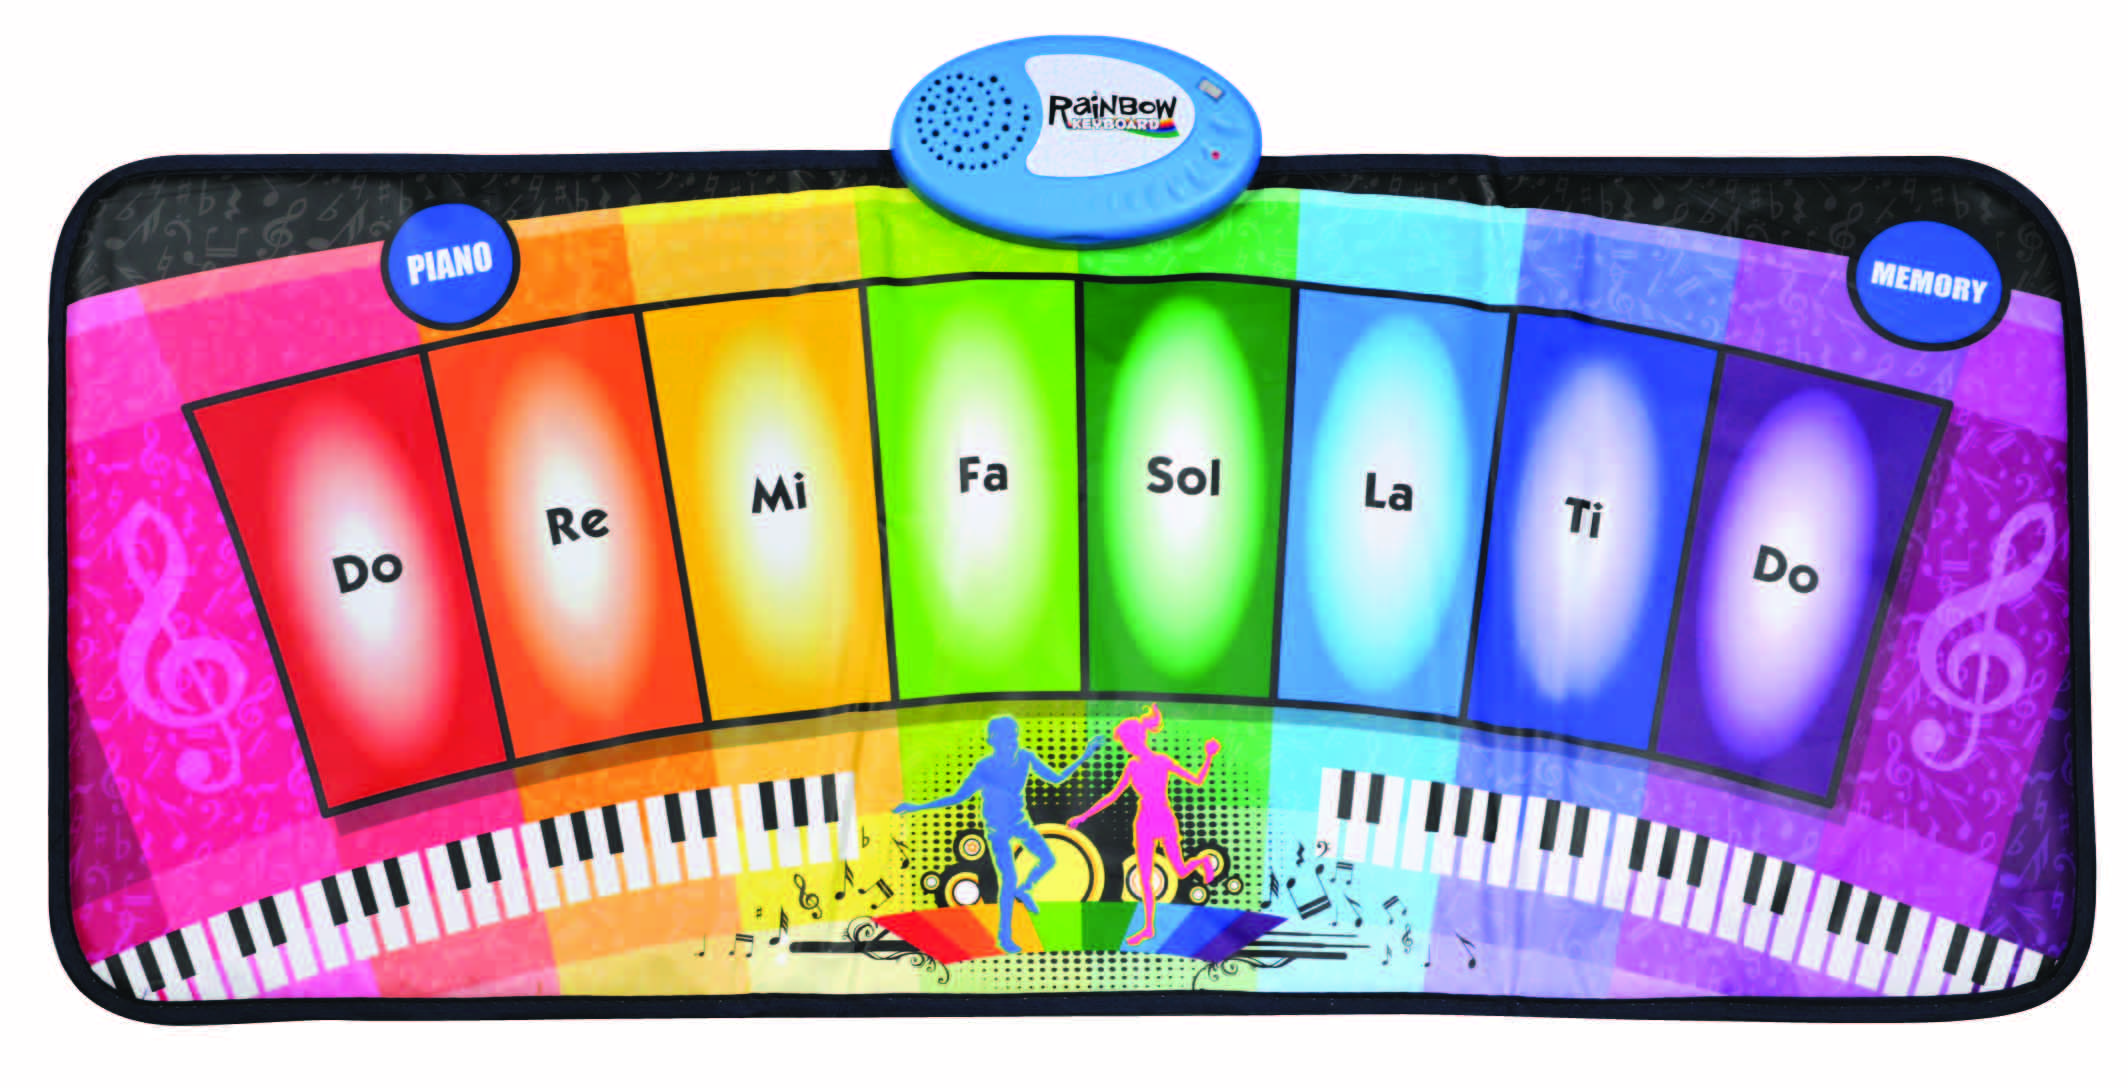 RAINBOW
KEYBOARD
PIANO
MEMORY
Do
Re
Mi
Fa
Sol
La
Ti
Do